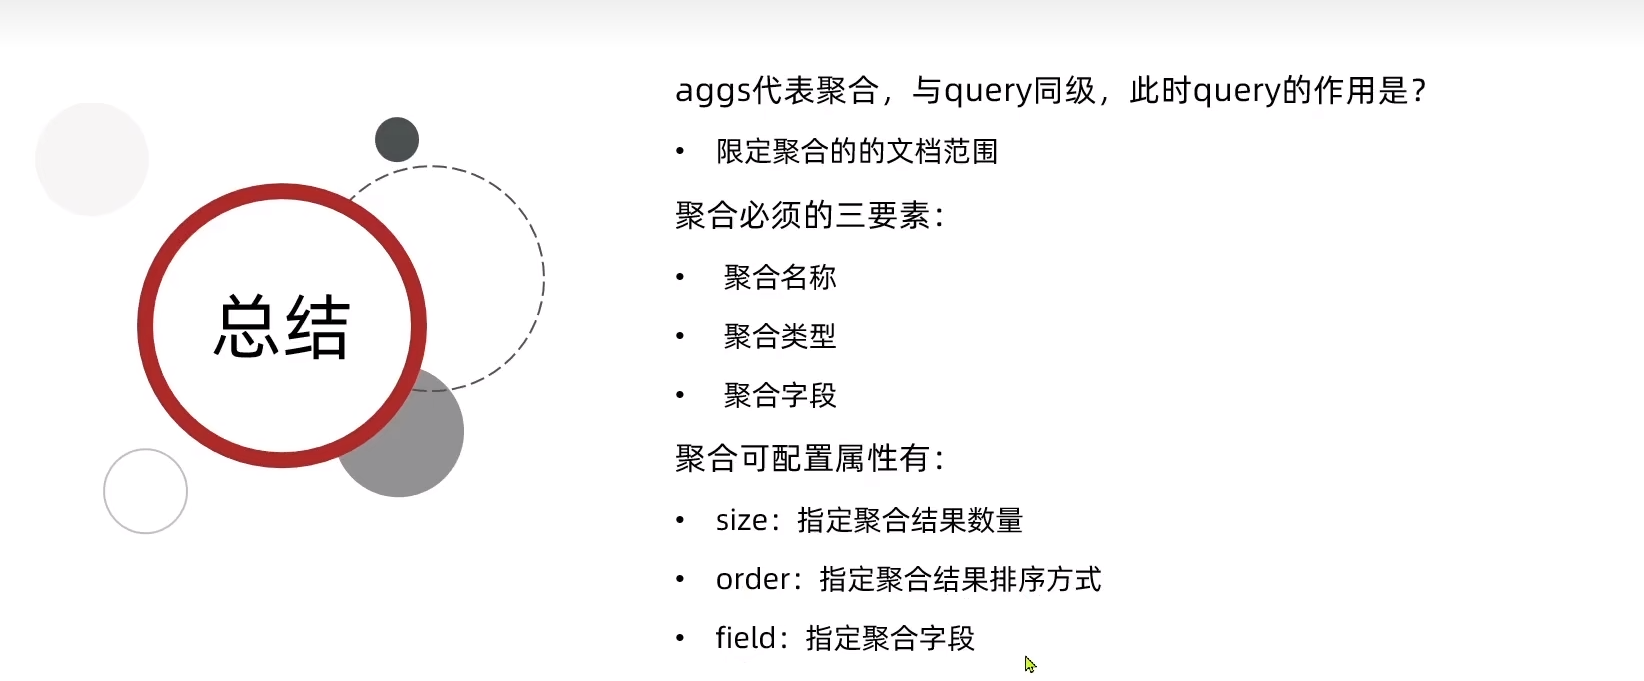 总结
aggs代表聚合，与query同级，此时query的作用是？
• 限定聚合的的文档范围
聚合必须的三要素：
• 聚合名称
• 聚合类型
• 聚合字段
聚合可配置属性有：
• size：指定聚合结果数量
• order：指定聚合结果排序方式
• field：指定聚合字段